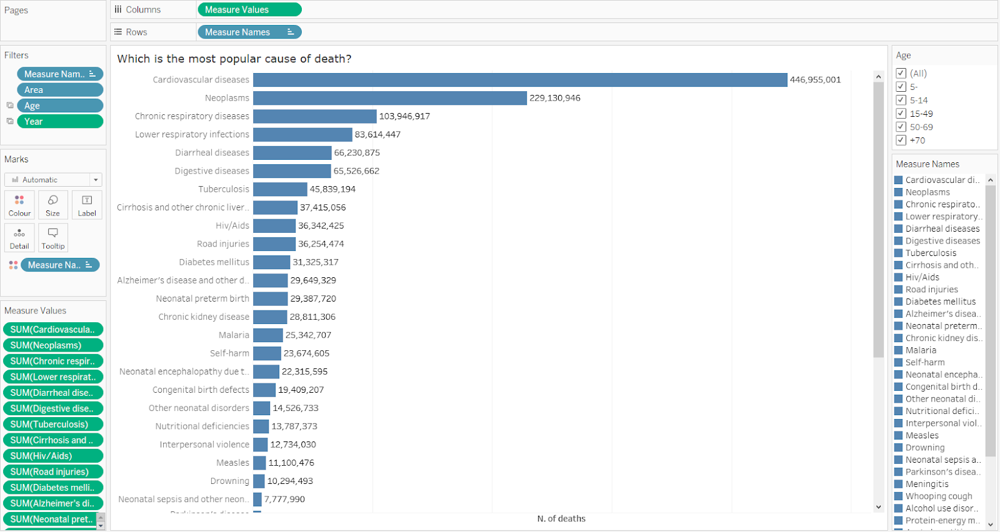 Pages
Columns
Measure Values
Rows
Measure Names
Filters
Measure Nam..
Area
Age
Year
Marks
Automatic
Colour
Size
Label
Detail
Tooltip
Measure Na..
Measure Values
SUM(Cardiovascula..
SUM(Neoplasms)
SUM(Chronic respir..
SUM(Lower respirat..
SUM(Diarrheal dise..
SUM(Digestive dise..
SUM(Tuberculosis)
SUM(Cirrhosis and ..
SUM(Hiv/Aids)
SUM(Road injuries)
SUM(Diabetes melli..
SUM(Alzheimer's di..
SUM(Neonatal pret..
Which is the most popular cause of death?
Cardiovascular diseases 446,955,001
Neoplasms 229,130,946
Chronic respiratory diseases 103,946,917
Lower respiratory infections 83,614,447
Diarrheal diseases 66,230,875
Digestive diseases 65,526,662
Tuberculosis 45,839,194
Cirrhosis and other chronic liver.. 37,415,056
Hiv/Aids 36,342,425
Road injuries 36,254,474
Diabetes mellitus 31,325,317
Alzheimer's disease and other d.. 29,649,329
Neonatal preterm birth 29,387,720
Chronic kidney disease 28,811,306
Malaria 25,342,707
Self-harm 23,674,605
Neonatal encephalopathy due t.. 22,315,595
Congenital birth defects 19,409,207
Other neonatal disorders 14,526,733
Nutritional deficiencies 13,787,373
Interpersonal violence 12,734,030
Measles 11,100,476
Drowning 10,294,493
Neonatal sepsis and other neon.. 7,777,990
Parkinson's disease
N. of deaths
Age
(All)
5-
5-14
15-49
50-69
+70
Measure Names
Cardiovascular di..
Neoplasms
Chronic respirato..
Lower respiratory..
Diarrheal diseases
Digestive diseases
Tuberculosis
Cirrhosis and oth..
Hiv/Aids
Road injuries
Diabetes mellitus
Alzheimer's disea..
Neonatal preterm..
Chronic kidney dis..
Malaria
Self-harm
Neonatal encepha..
Congenital birth d..
Other neonatal di..
Nutritional defici..
Interpersonal viol..
Measles
Drowning
Neonatal sepsis a..
Parkinson's disea..
Meningitis
Whooping cough
Alcohol use disor..
Protein-energy m..